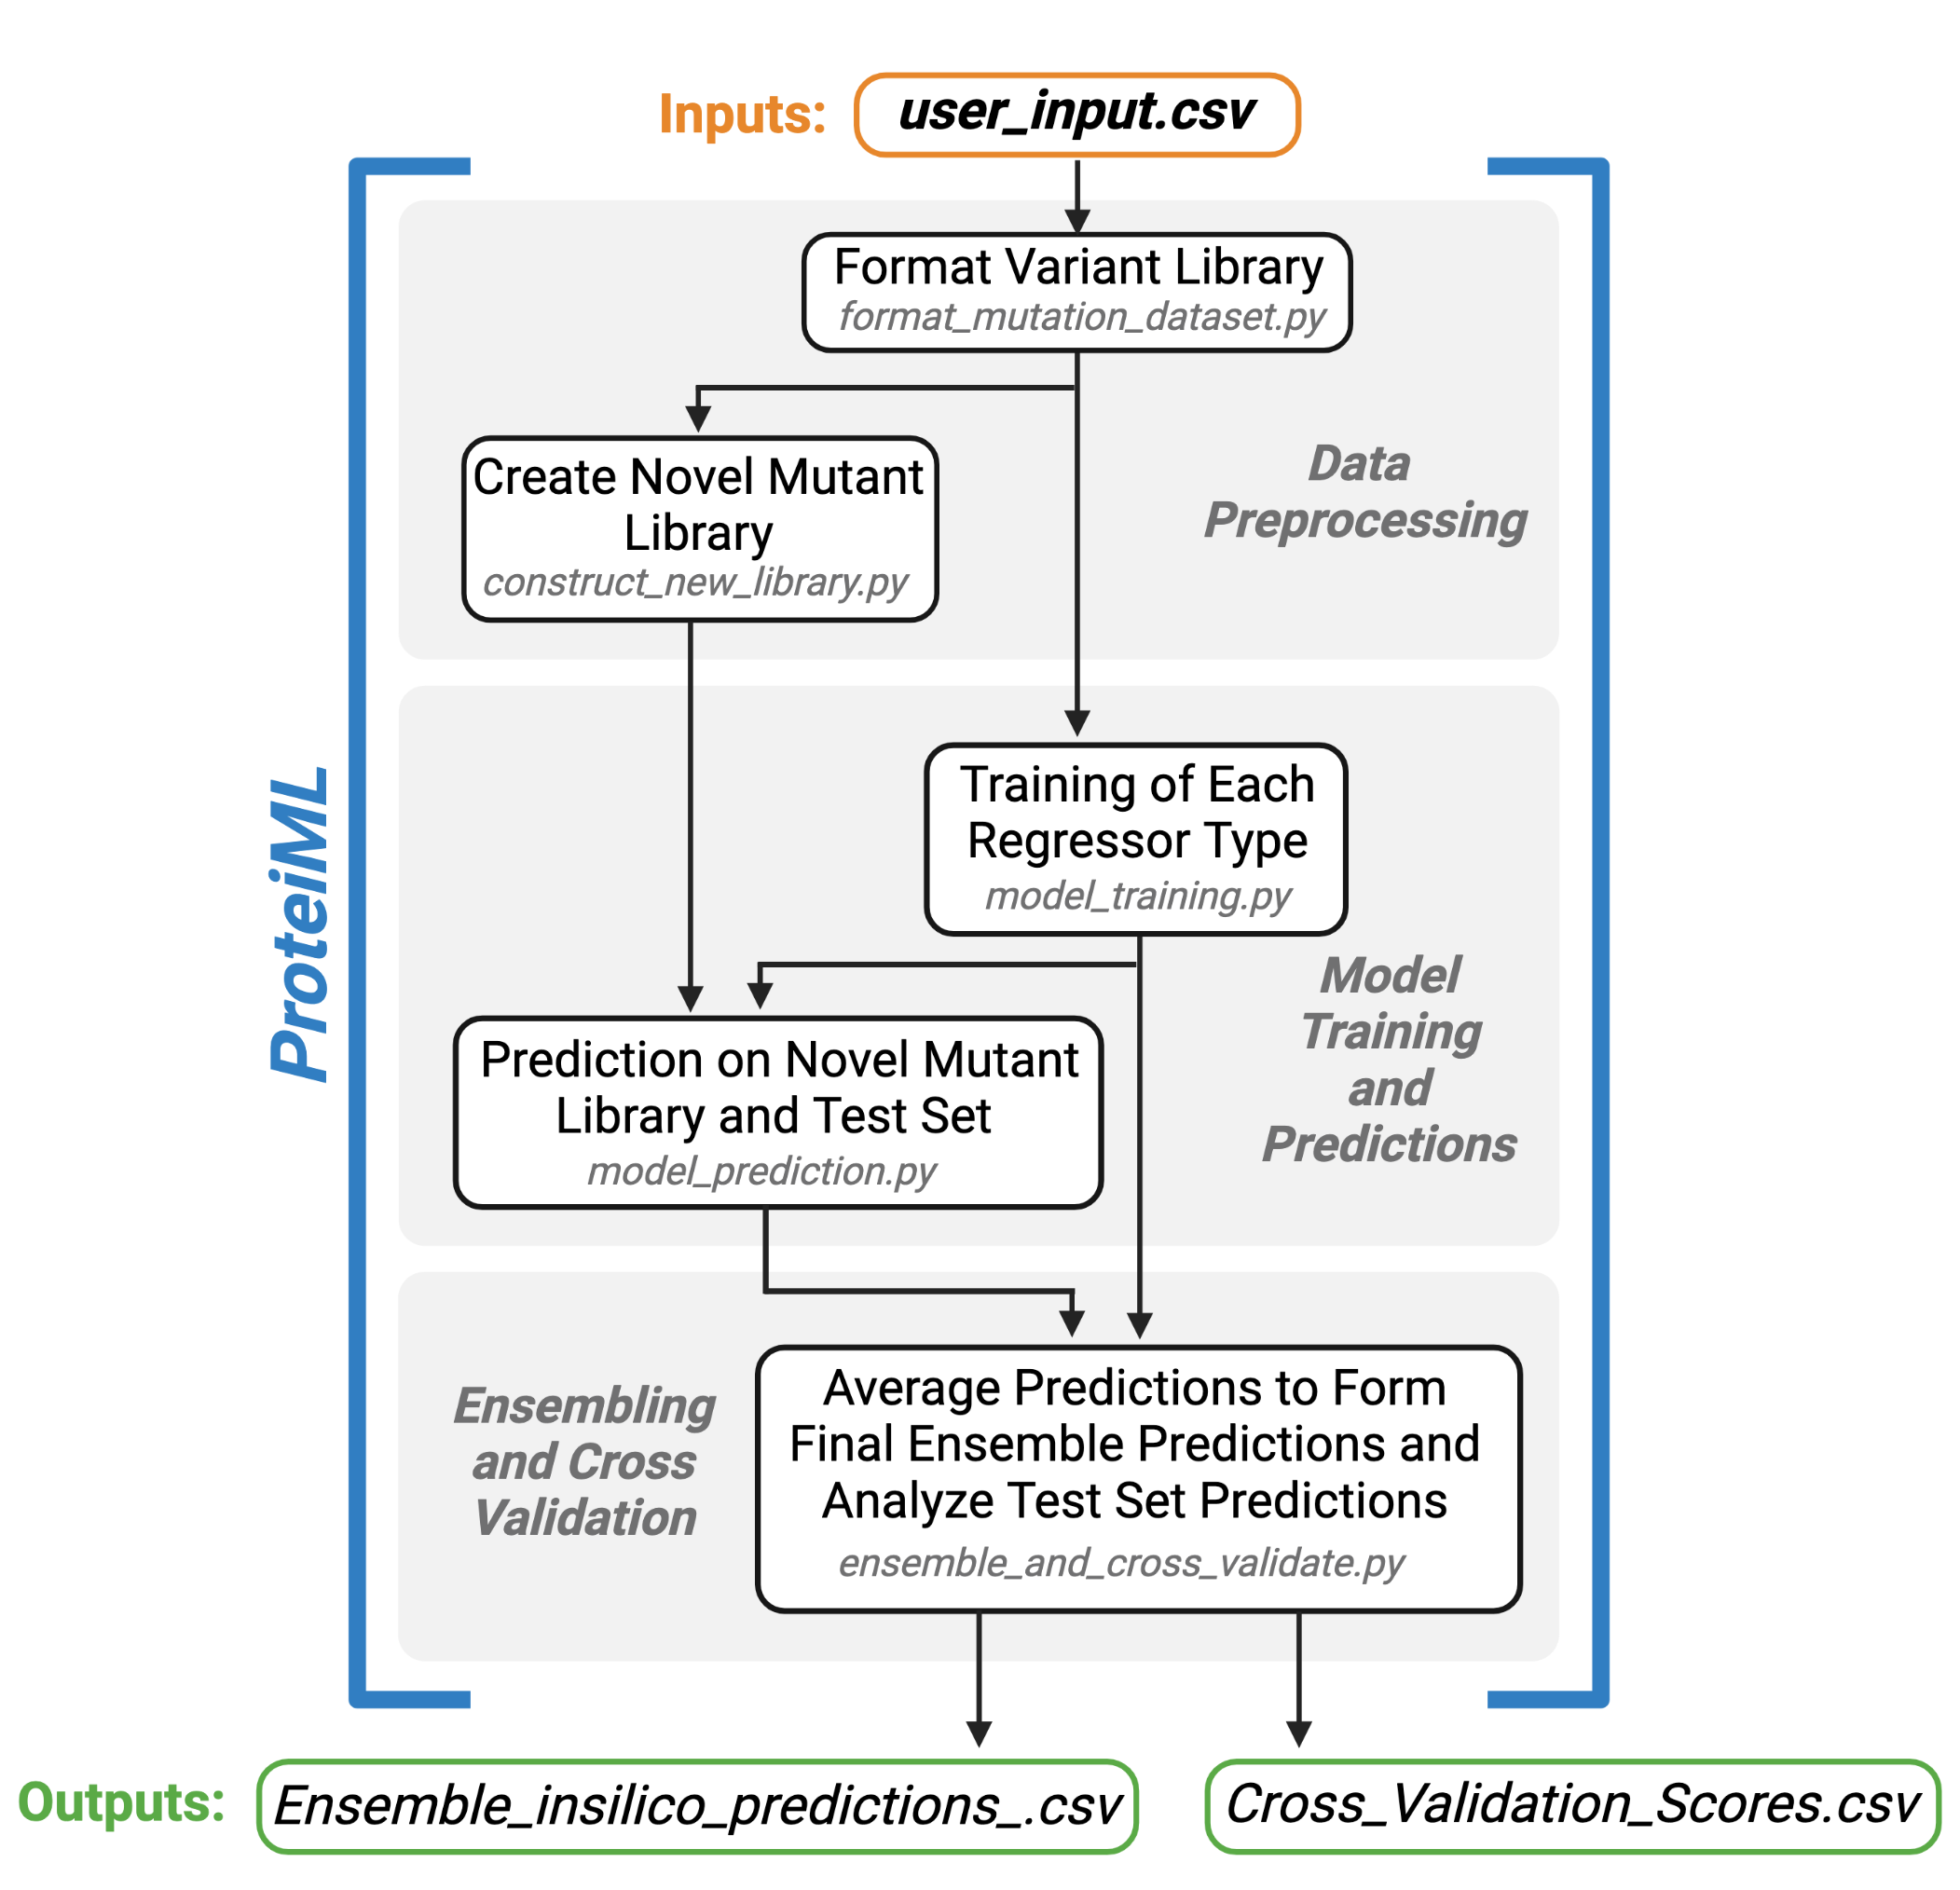 Inputs: user_input.csv
Format Variant Library
format_mutation_dataset.py
Create Novel Mutant
Library
construct_new_library.py
Data
Preprocessing
ProteiML
Training of Each
Regressor Type
model_training.py
Prediction on Novel Mutant
Library and Test Set
model_prediction.py
Model
Training
and
Predictions
Ensembling
and Cross
Validation
Average Predictions to Form
Final Ensemble Predictions and
Analyze Test Set Predictions
ensemble_and_cross_validate.py
Outputs: Ensemble_insilico_predictions_.csv Cross_Validation_Scores.csv